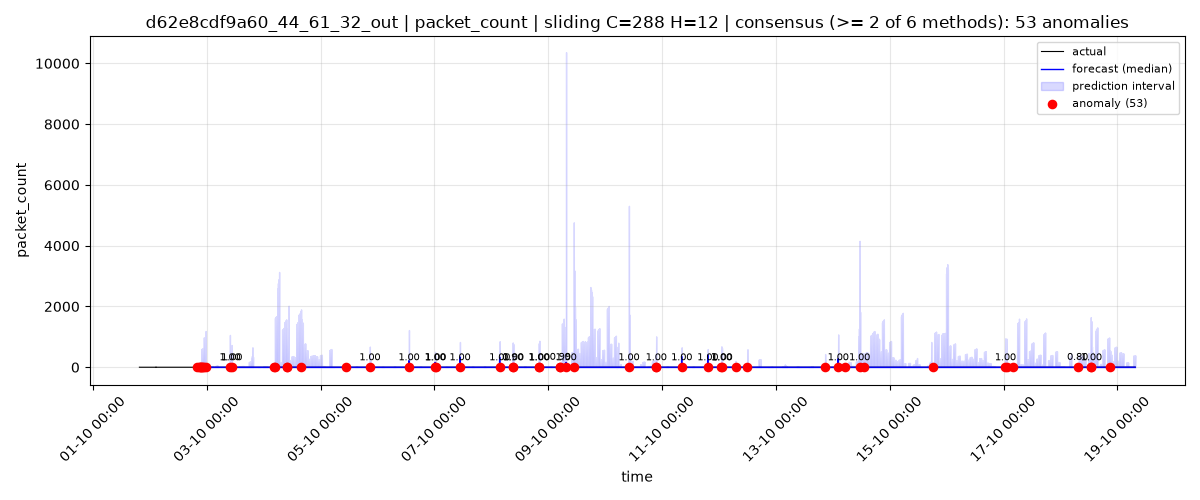 d62e8cdf9a60_44_61_32_out | packet_count | sliding C=288 H=12 | consensus (>= 2 of 6 methods): 53 anomalies
actual
forecast (median)
prediction interval
anomaly (53)
packet_count
10000
8000
6000
4000
2000
0
1.00 1.00 1.00 1.00 1.00 1.00 1.00 1.00 1.00 1.00 1.00 1.00 1.00 1.00 0.80 1.00
01-10 00:00
03-10 00:00
05-10 00:00
07-10 00:00
09-10 00:00
11-10 00:00
13-10 00:00
15-10 00:00
17-10 00:00
19-10 00:00
time